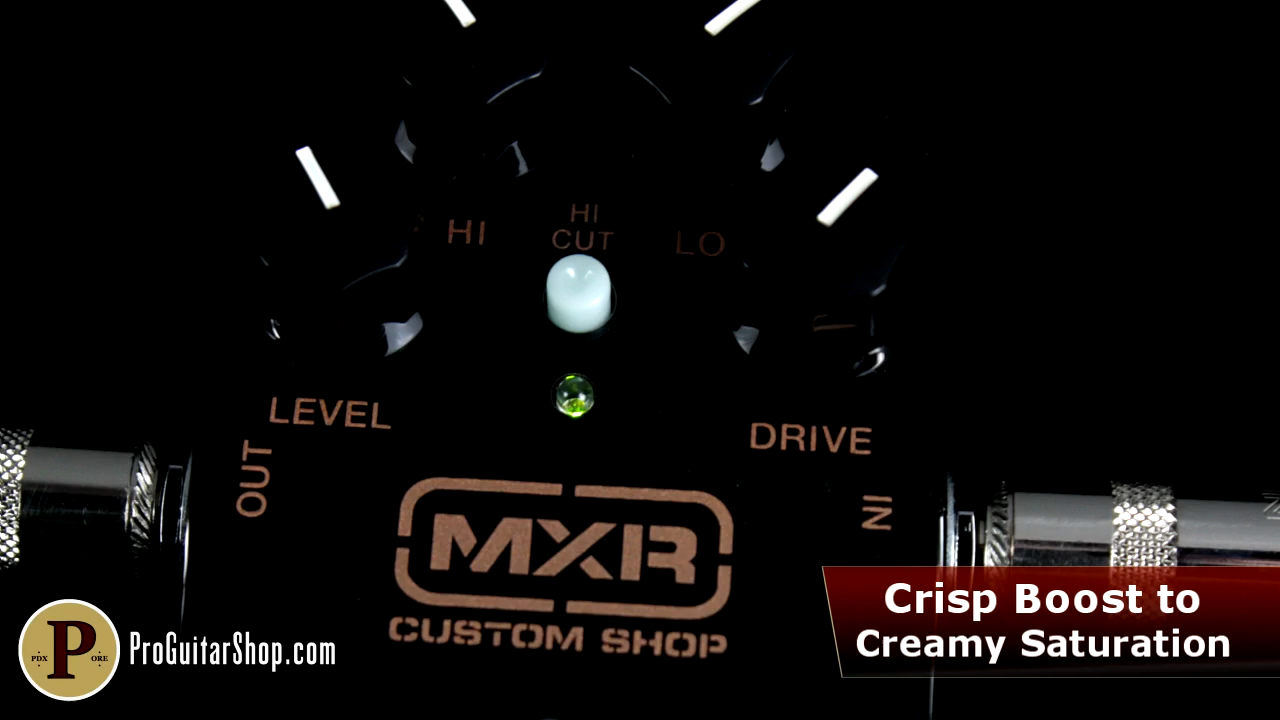 HI
HI
CUT
LO
LEVEL
DRIVE
OUT
IN
MXR
CUSTOM SHOP
Crisp Boost to
Creamy Saturation
P
PDX
ORE
ProGuitarShop.com